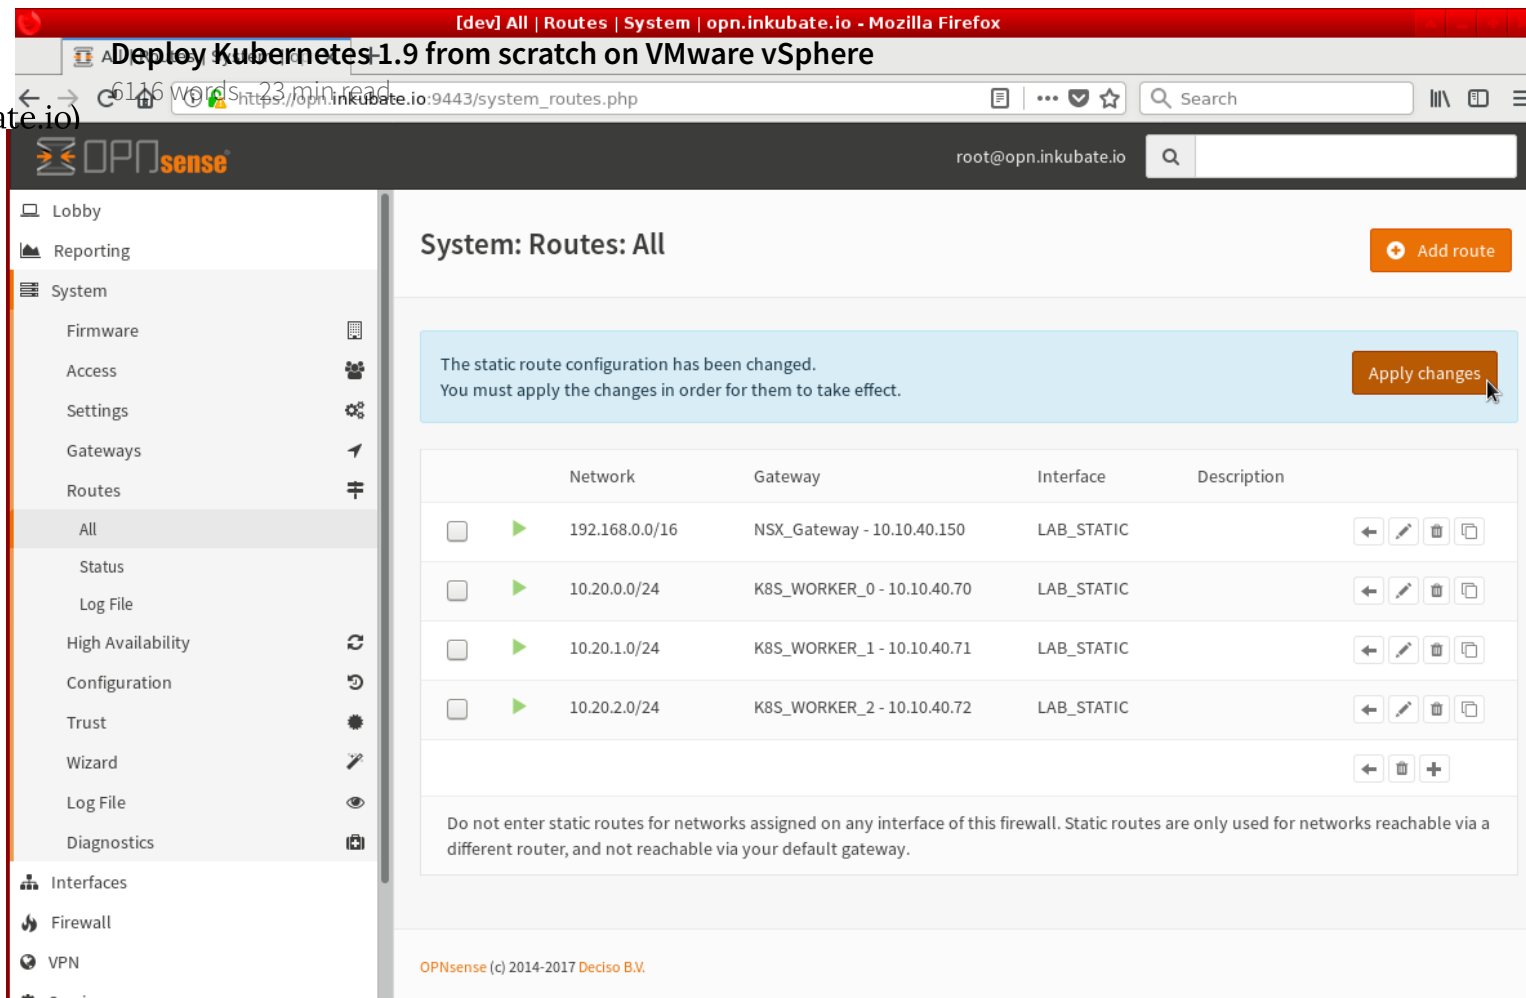 [dev] All | Routes | System | opn.inkubate.io - Mozilla Firefox
Deploy Kubernetes 1.9 from scratch on VMware vSphere
6116 words - 23 min read
https://opn.inkubate.io:9443/system_routes.php
Search
ate.io)
OPNsense
root@opn.inkubate.io
Lobby
Reporting
System
Firmware
Access
Settings
Gateways
Routes
All
Status
Log File
High Availability
Configuration
Trust
Wizard
Log File
Diagnostics
Interfaces
Firewall
VPN
System: Routes: All
Add route
The static route configuration has been changed.
You must apply the changes in order for them to take effect.
Apply changes
Network Gateway Interface Description
192.168.0.0/16 NSX_Gateway - 10.10.40.150 LAB_STATIC
10.20.0.0/24 K8S_WORKER_0 - 10.10.40.70 LAB_STATIC
10.20.1.0/24 K8S_WORKER_1 - 10.10.40.71 LAB_STATIC
10.20.2.0/24 K8S_WORKER_2 - 10.10.40.72 LAB_STATIC
Do not enter static routes for networks assigned on any interface of this firewall. Static routes are only used for networks reachable via a
different router, and not reachable via your default gateway.
OPNsense (c) 2014-2017 Deciso B.V.